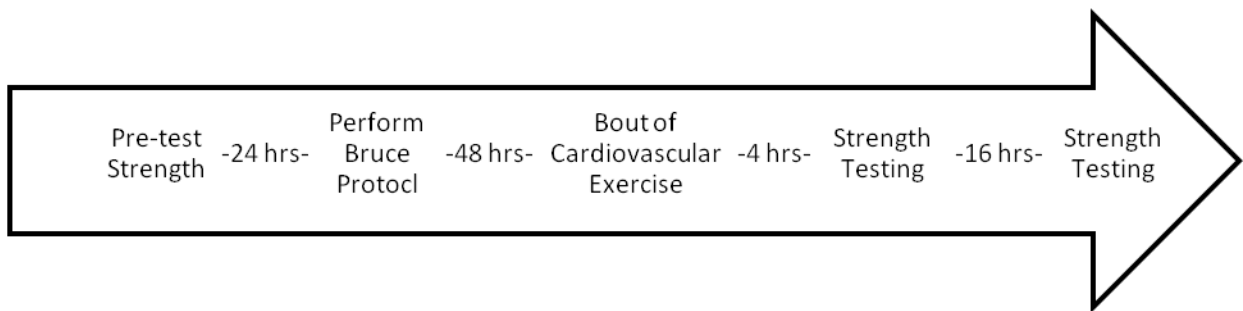 Pre-test
Strength
-24 hrs-
Perform
Bruce
Protocl
-48 hrs-
Bout of
Cardiovascular
Exercise
-4 hrs-
Strength
Testing
-16 hrs-
Strength
Testing